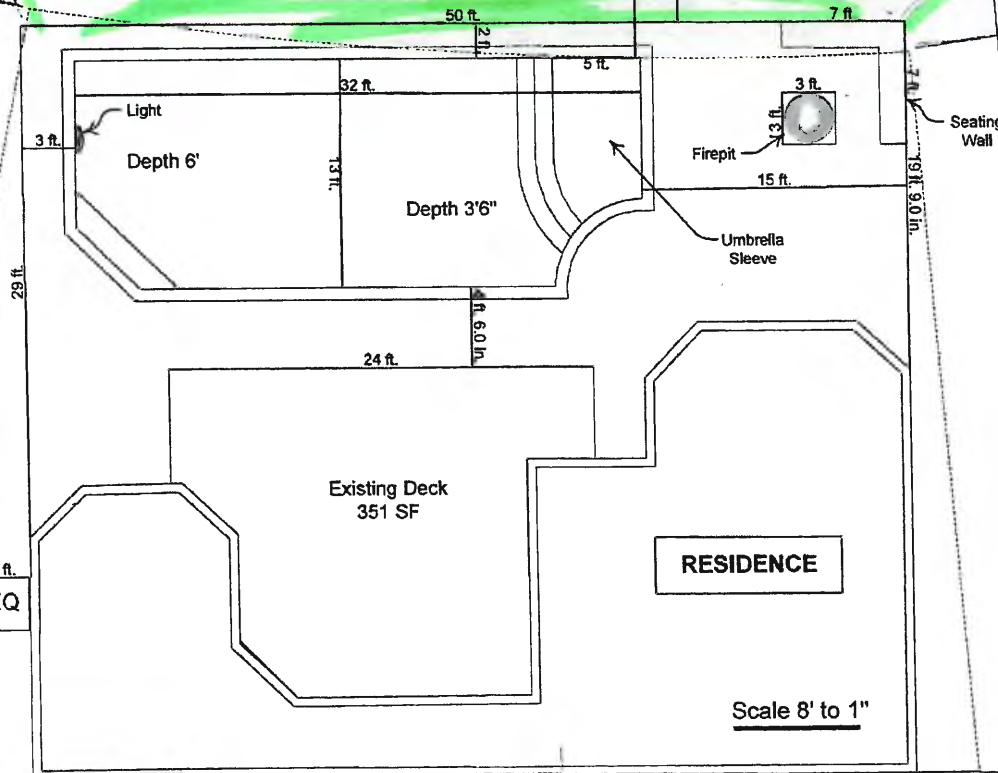 50 ft.
7 ft
2 ft
5 ft.
32 ft.
3 ft.
Light
3 ft.
7 ft.
Seating
Wall
3 ft
Depth 6'
Firepit
13 ft.
15 ft.
19 ft. 9.0 in.
Depth 3'6"
Umbrella
Sleeve
29 ft.
ft. 6.0 In.
24 ft.
Existing Deck
351 SF
RESIDENCE
ft.
Q
Scale 8' to 1"